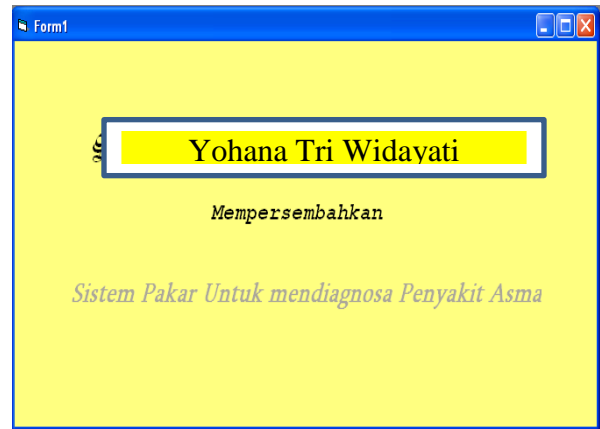 Form1
Yohana Tri Widayati
Mempersembahkan
Sistem Pakar Untuk mendiagnosa Penyakit Asma